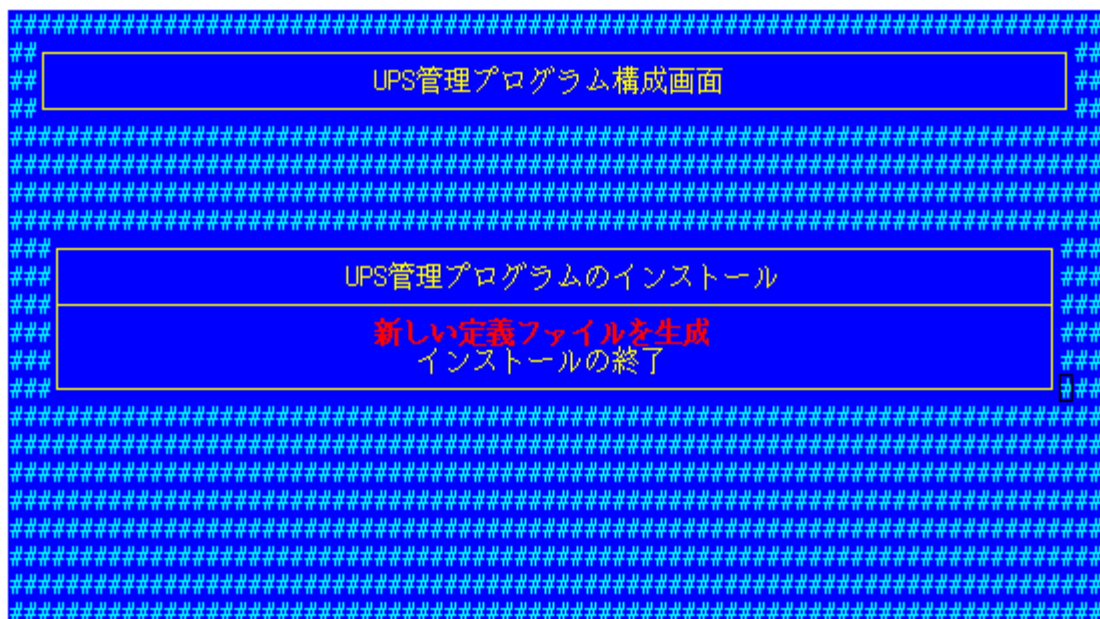 UPS管理プログラム構成画面
UPS管理プログラムのインストール
新しい定義ファイルを生成
インストールの終了